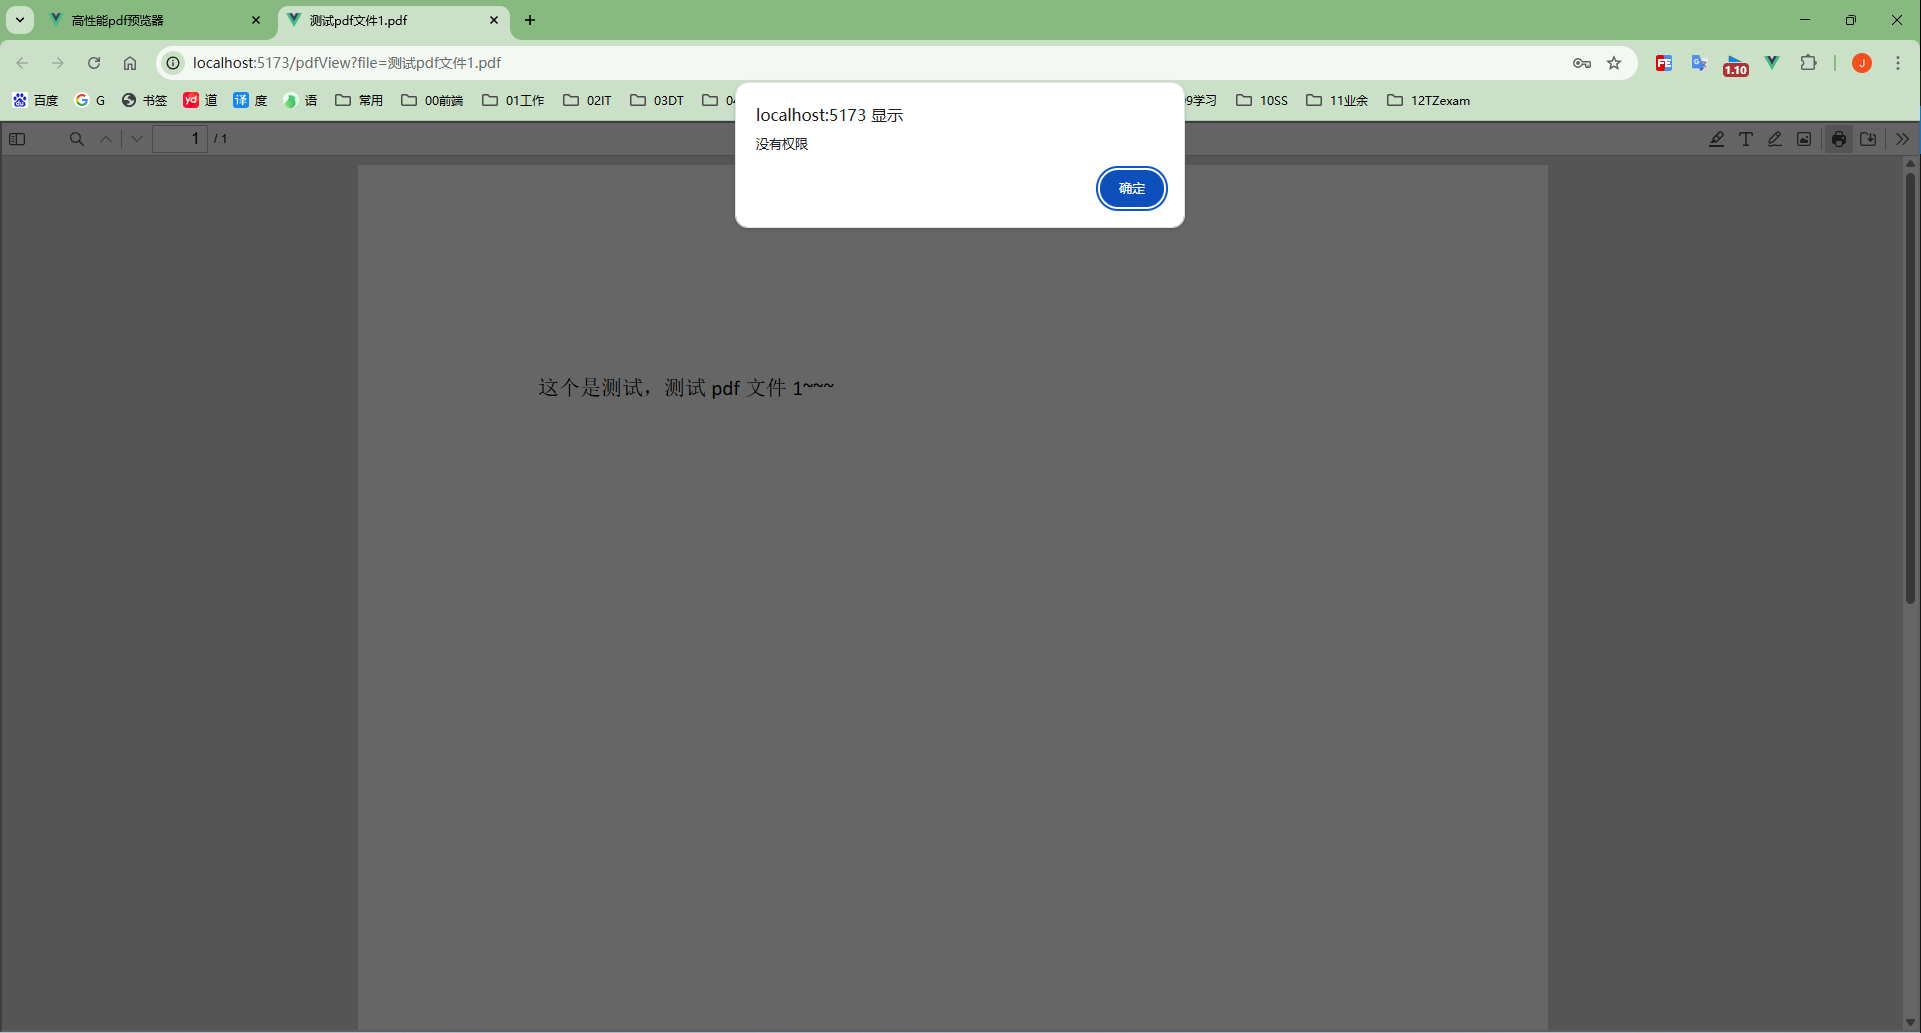 高性能pdf预览器
测试pdf文件1.pdf
localhost:5173/pdfView?file=测试pdf文件1.pdf
FE
1.10
J
百度
G
书签
yd 道
译 度
语
常用
00前端
01工作
02IT
03DT
9学习
10SS
11业余
12TZexam
localhost:5173 显示
没有权限
确定
1 / 1
这个是测试，测试 pdf 文件 1~~~